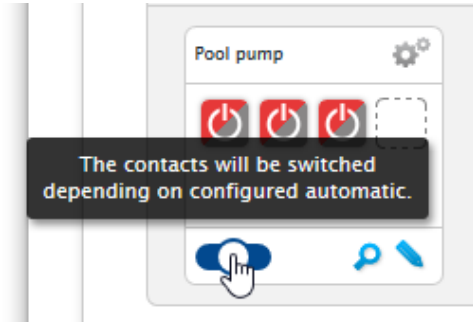 Pool pump
The contacts will be switched
depending on configured automatic.